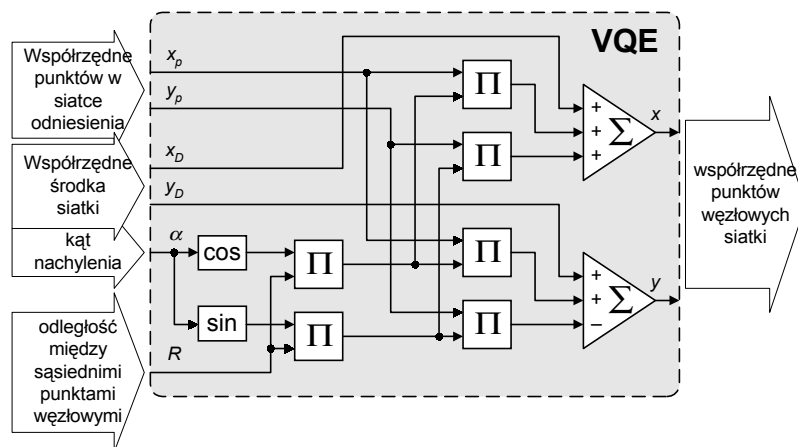 Współrzędne
punktów w
siatce
odniesienia
Współrzędne
środka
siatki
kąt
nachylenia
odległość
między
sąsiednimi
punktami
węzłowymi
VQE
x_p
y_p
x_D
y_D
α
R
cos
sin
Π
Π
Π
Π
Π
Π
+
+
+
Σ
x
+
+
−
Σ
y
współrzędne
punktów
węzłowych
siatki